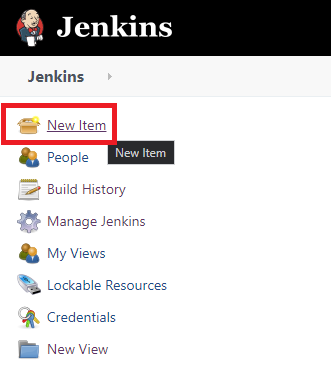 Jenkins
Jenkins
New Item
People
New Item
Build History
Manage Jenkins
My Views
Lockable Resources
Credentials
New View